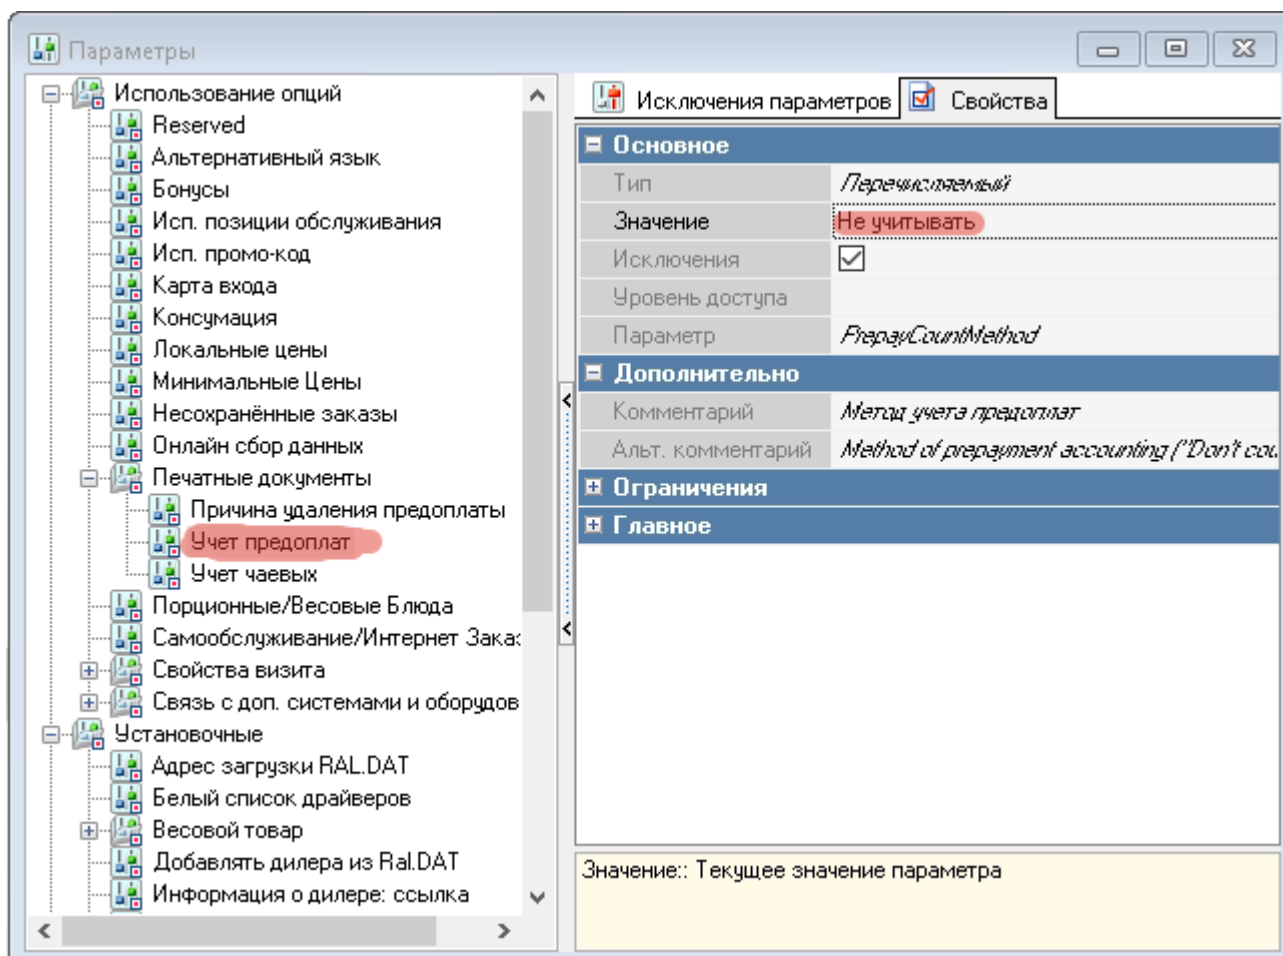 Параметры
Использование опций
Reserved
Альтернативный язык
Бонусы
Исп. позиции обслуживания
Исп. промо-код
Карта входа
Консумация
Локальные цены
Минимальные Цены
Несохранённые заказы
Онлайн сбор данных
Печатные документы
Причина удаления предоплаты
Учет предоплат
Учет чаевых
Порционные/Весовые Блюда
Самообслуживание/Интернет Заказ
Свойства визита
Связь с доп. системами и оборудов
Установочные
Адрес загрузки RAL.DAT
Белый список драйверов
Весовой товар
Добавлять дилера из Ral.DAT
Информация о дилере: ссылка
Исключения параметров Свойства
Основное
Тип Перечисляемый
Значение Не учитывать
Исключения
Уровень доступа
Параметр PrepayCountMethod
Дополнительно
Комментарий Метод учета предоплат
Альт. комментарий Method of prepayment accounting ("Don't cou
Ограничения
Главное
Значение:: Текущее значение параметра